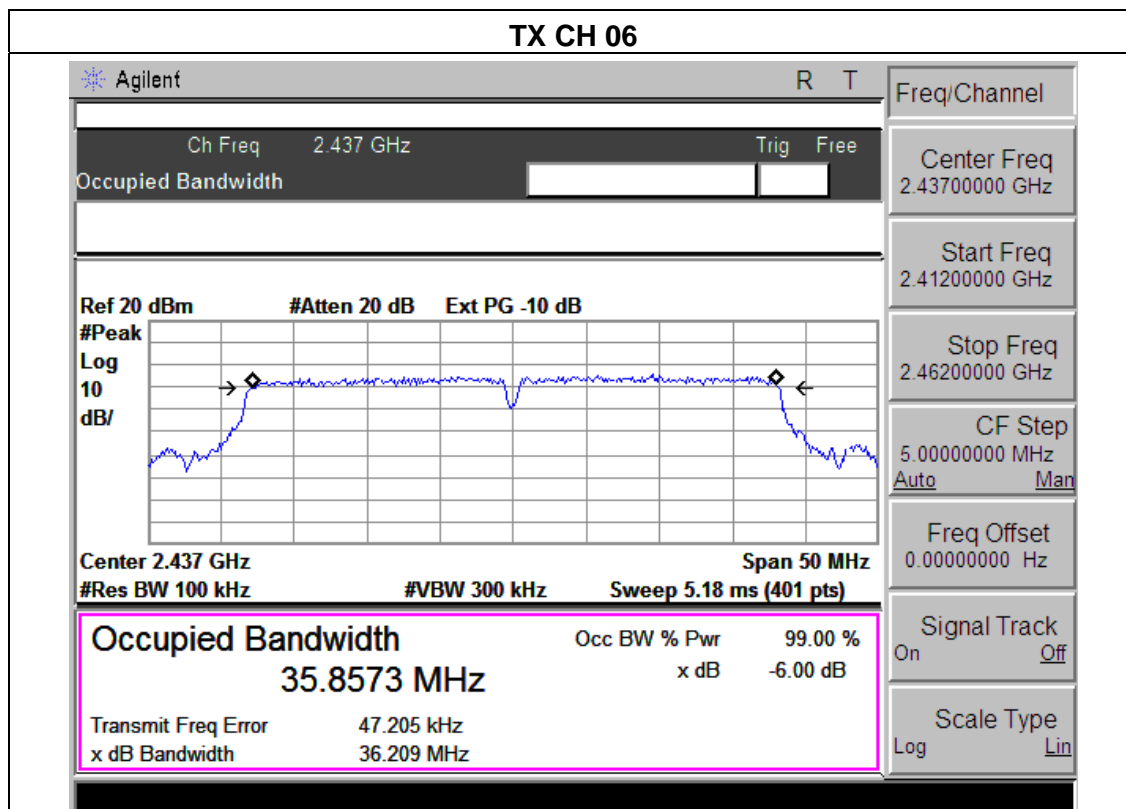 TX CH 06
Agilent R T
Freq/Channel
Ch Freq 2.437 GHz Trig Free
Occupied Bandwidth
Center Freq
2.43700000 GHz
Start Freq
2.41200000 GHz
Stop Freq
2.46200000 GHz
CF Step
5.00000000 MHz
Auto Man
Freq Offset
0.00000000 Hz
Signal Track
On Off
Scale Type
Log Lin
Ref 20 dBm #Atten 20 dB Ext PG -10 dB
#Peak
Log
10
dB/
Center 2.437 GHz Span 50 MHz
#Res BW 100 kHz #VBW 300 kHz Sweep 5.18 ms (401 pts)
Occupied Bandwidth Occ BW % Pwr 99.00 %
35.8573 MHz x dB -6.00 dB
Transmit Freq Error 47.205 kHz
x dB Bandwidth 36.209 MHz